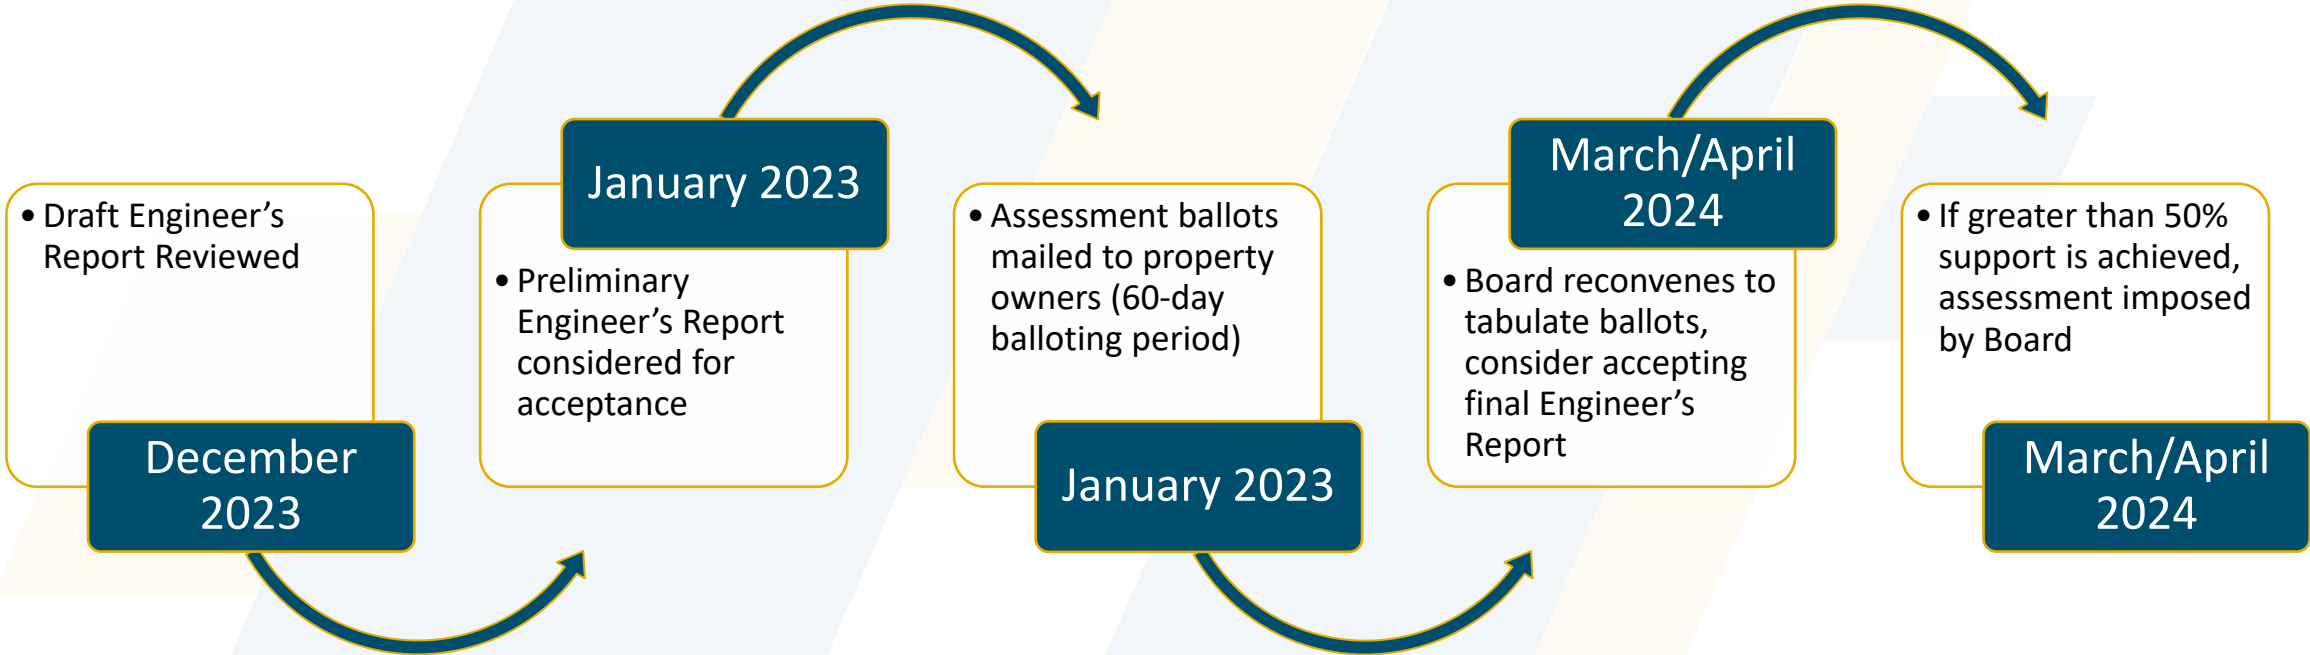 • Draft Engineer’s
Report Reviewed
December
2023
January 2023
• Preliminary
Engineer’s Report
considered for
acceptance
• Assessment ballots
mailed to property
owners (60-day
balloting period)
January 2023
March/April
2024
• Board reconvenes to
tabulate ballots,
consider accepting
final Engineer’s
Report
• If greater than 50%
support is achieved,
assessment imposed
by Board
March/April
2024